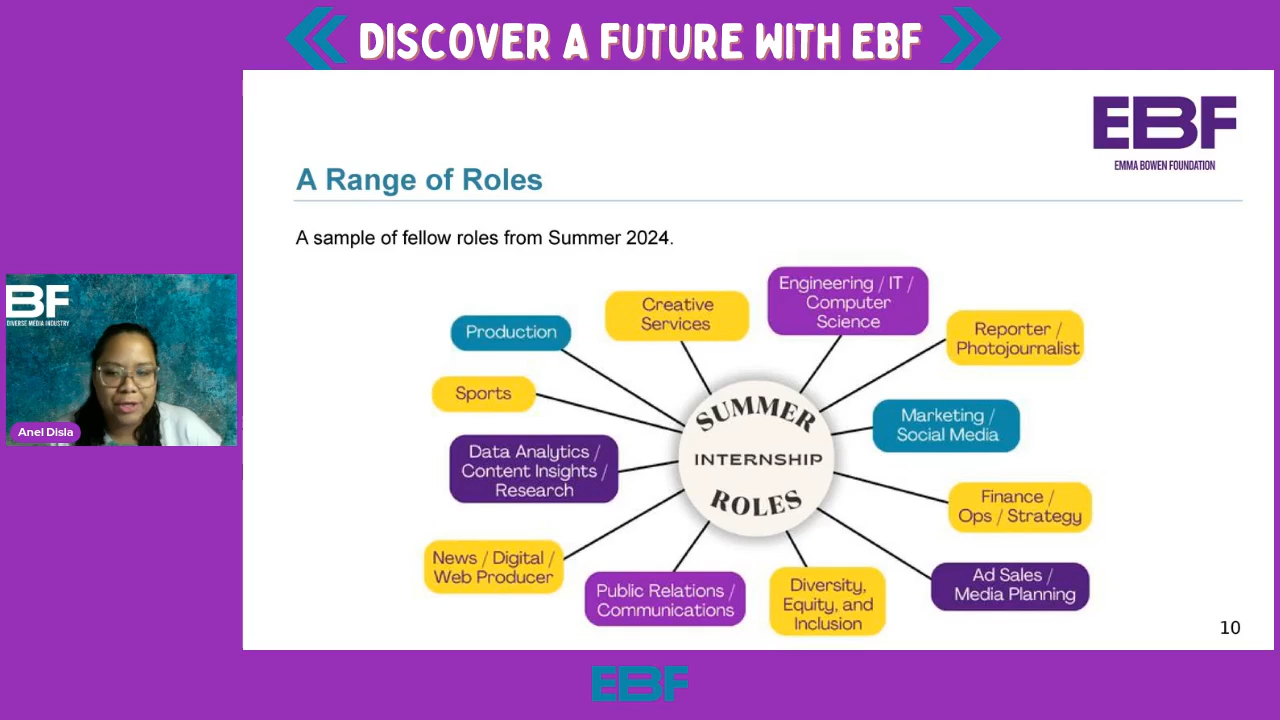 DISCOVER A FUTURE WITH EBF
EBF
EMMA BOWEN FOUNDATION
A Range of Roles
A sample of fellow roles from Summer 2024.
Engineering / IT /
Computer
Science
Creative
Services
Production
Reporter /
Photojournalist
Sports
SUMMER
INTERNSHIP
ROLES
Marketing /
Social Media
Data Analytics /
Content Insights /
Research
Finance /
Ops / Strategy
News / Digital /
Web Producer
Public Relations /
Communications
Diversity,
Equity, and
Inclusion
Ad Sales /
Media Planning
10
BF
DIVERSE MEDIA INDUSTRY
Anel Disla
EBF